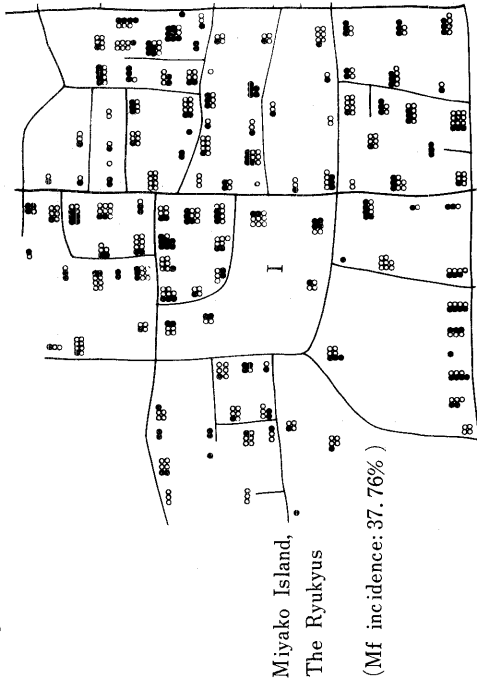 I
Miyako Island,
The Ryukyus
(Mf incidence: 37.76%)